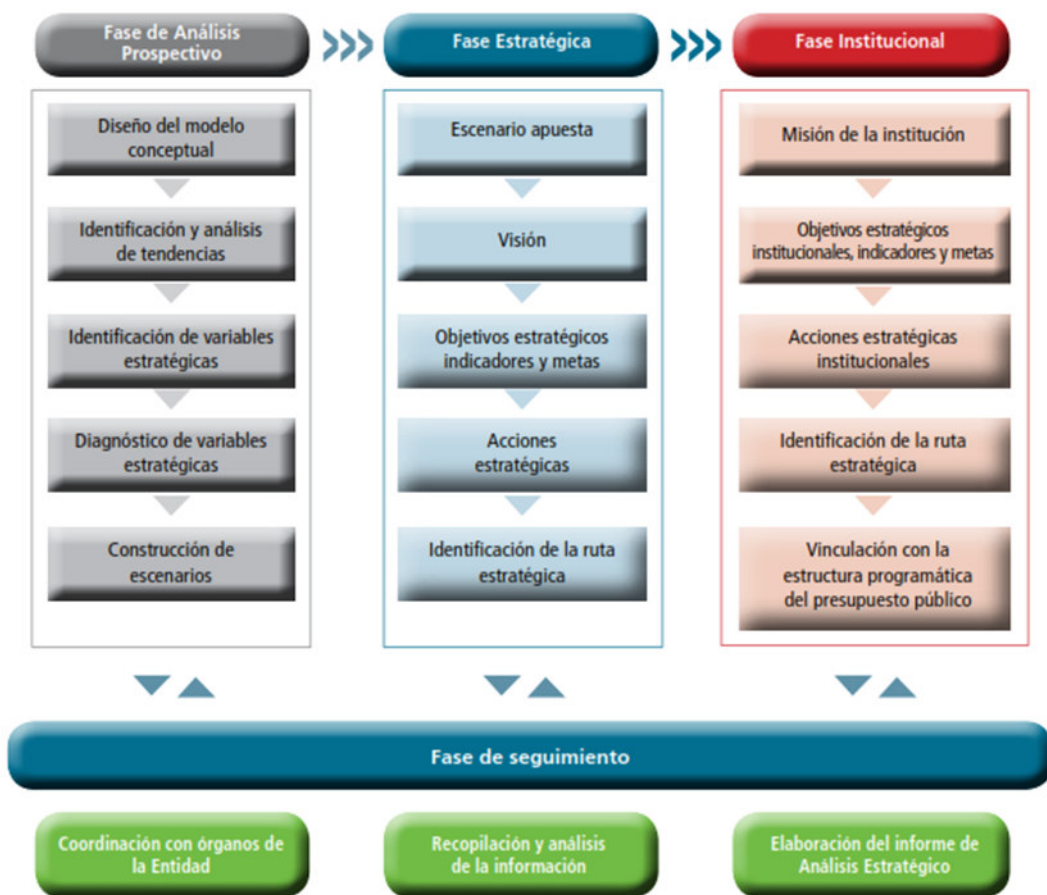 Fase de Análisis
Prospectivo
Fase Estratégica
Fase Institucional
Diseño del modelo
conceptual
Identificación y análisis
de tendencias
Identificación de variables
estratégicas
Diagnóstico de variables
estratégicas
Construcción de
escenarios
Escenario apuesta
Visión
Objetivos estratégicos
indicadores y metas
Acciones
estratégicas
Identificación de la ruta
estratégica
Misión de la institución
Objetivos estratégicos
institucionales, indicadores y metas
Acciones estratégicas
institucionales
Identificación de la ruta
estratégica
Vinculación con la
estructura programática
del presupuesto público
Fase de seguimiento
Coordinación con órganos de
la Entidad
Recopilación y análisis
de la información
Elaboración del informe de
Análisis Estratégico